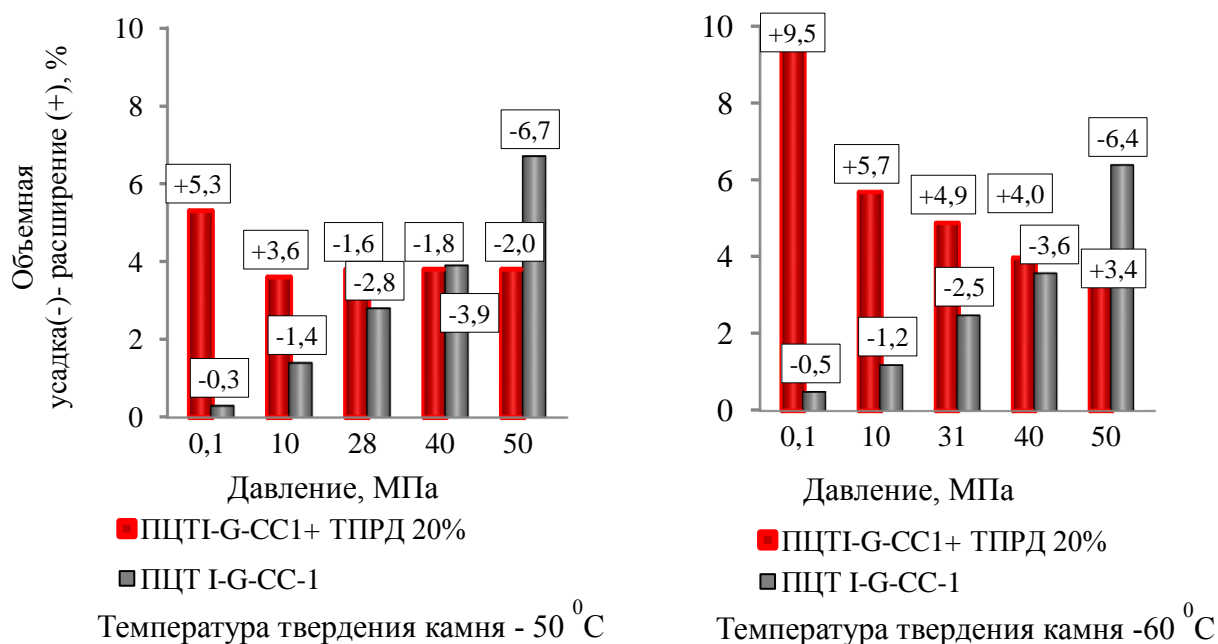 Объемная
усадка(-)- расширение (+), %
10
8
6
4
2
0
+5,3
-0,3
+3,6
-1,4
-1,6
-2,8
-1,8
-3,9
-2,0
-6,7
0,1 10 28 40 50
Давление, МПа
ПЦТI-G-CC1+ ТПРД 20%
ПЦТ I-G-CC-1
Температура твердения камня - 50 ⁰С
10
8
6
4
2
0
+9,5
-0,5
+5,7
-1,2
+4,9
-2,5
+4,0
-3,6
+3,4
-6,4
0,1 10 31 40 50
Давление, МПа
ПЦТI-G-CC1+ ТПРД 20%
ПЦТ I-G-CC-1
Температура твердения камня -60 ⁰С